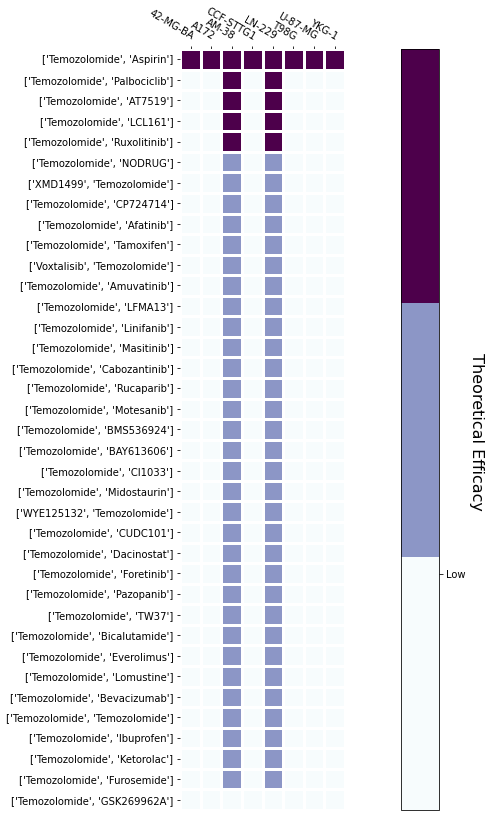 42-MG-BA
A172
AM-38
CCF-STTG1
LN-229
T98G
U-87-MG
YKG-1
['Temozolomide', 'Aspirin']
['Temozolomide', 'Palbociclib']
['Temozolomide', 'AT7519']
['Temozolomide', 'LCL161']
['Temozolomide', 'Ruxolitinib']
['Temozolomide', 'NODRUG']
['XMD1499', 'Temozolomide']
['Temozolomide', 'CP724714']
['Temozolomide', 'Afatinib']
['Temozolomide', 'Tamoxifen']
['Voxtalisib', 'Temozolomide']
['Temozolomide', 'Amuvatinib']
['Temozolomide', 'LFMA13']
['Temozolomide', 'Linifanib']
['Temozolomide', 'Masitinib']
['Temozolomide', 'Cabozantinib']
['Temozolomide', 'Rucaparib']
['Temozolomide', 'Motesanib']
['Temozolomide', 'BMS536924']
['Temozolomide', 'BAY613606']
['Temozolomide', 'CI1033']
['Temozolomide', 'Midostaurin']
['WYE125132', 'Temozolomide']
['Temozolomide', 'CUDC101']
['Temozolomide', 'Dacinostat']
['Temozolomide', 'Foretinib']
['Temozolomide', 'Pazopanib']
['Temozolomide', 'TW37']
['Temozolomide', 'Bicalutamide']
['Temozolomide', 'Everolimus']
['Temozolomide', 'Lomustine']
['Temozolomide', 'Bevacizumab']
['Temozolomide', 'Temozolomide']
['Temozolomide', 'Ibuprofen']
['Temozolomide', 'Ketorolac']
['Temozolomide', 'Furosemide']
['Temozolomide', 'GSK269962A']
Low
Theoretical Efficacy